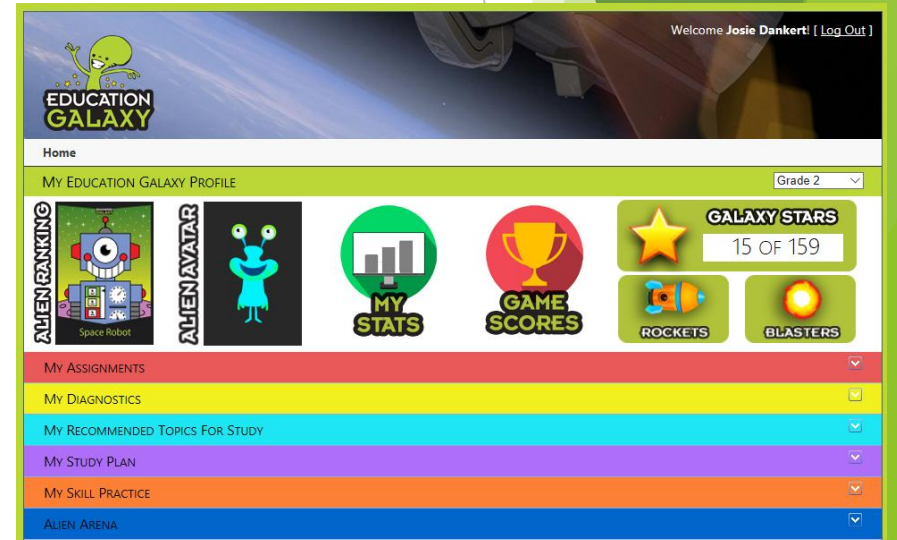 Welcome Josie Dankert! [ Log Out ]
EDUCATION
GALAXY
Home
MY EDUCATION GALAXY PROFILE
Grade 2
ALIEN RANKING
Space Robot
ALIEN AVATAR
MY
STATS
GAME
SCORES
GALAXY STARS
15 OF 159
ROCKETS
BLASTERS
MY ASSIGNMENTS
MY DIAGNOSTICS
MY RECOMMENDED TOPICS FOR STUDY
MY STUDY PLAN
MY SKILL PRACTICE
ALIEN ARENA